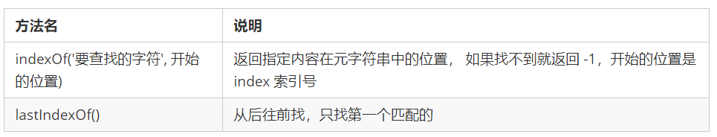 方法名 说明
indexOf('要查找的字符', 开始 返回指定内容在元字符串中的位置， 如果找不到就返回 -1，开始的位置是
的位置) index 索引号
lastIndexOf() 从后往前找，只找第一个匹配的